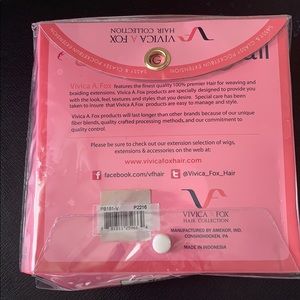 VIVICA A FOX
HAIR COLLECTION
Vivica A. Fox features the finest quality 100% premier Hair for weaving and
braiding extensions. Vivica A. Fox products are specially designed to provide you
with the look, feel, textures and styles that you desire. Special care has been
taken to insure that Vivica A. Fox products are easy to manage and style.
Vivica A. Fox products will last longer than other brands because of our unique
fiber blends, quality crafted processing methods, and our commitment to
quality control.
Please be sure to check out our extension selection of wigs,
extensions & accessories on the web at:
www.vivicafoxhair.com
facebook.com/vfhair
@Vivica_Fox_Hair
P2216
VIVICA A FOX
HAIR COLLECTION
MANUFACTURED BY AMEKOR, IND.
CONSHOHOCKEN, PA
MADE IN INDONESIA